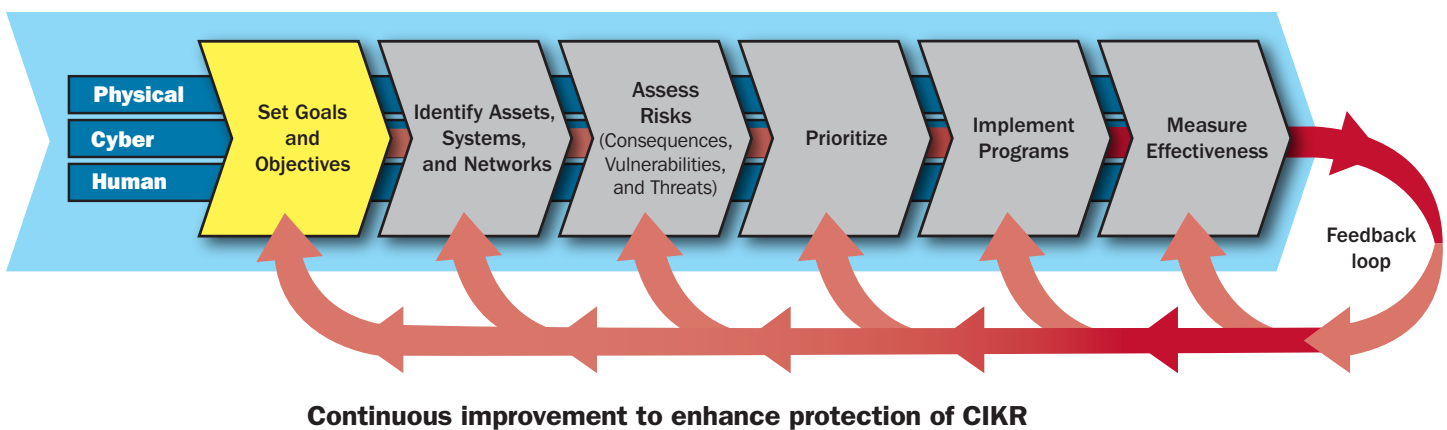 Physical
Cyber
Human
Set Goals
and
Objectives
Identify Assets,
Systems,
and Networks
Assess
Risks
(Consequences,
Vulnerabilities,
and Threats)
Prioritize
Implement
Programs
Measure
Effectiveness
Feedback
loop
Continuous improvement to enhance protection of CIKR